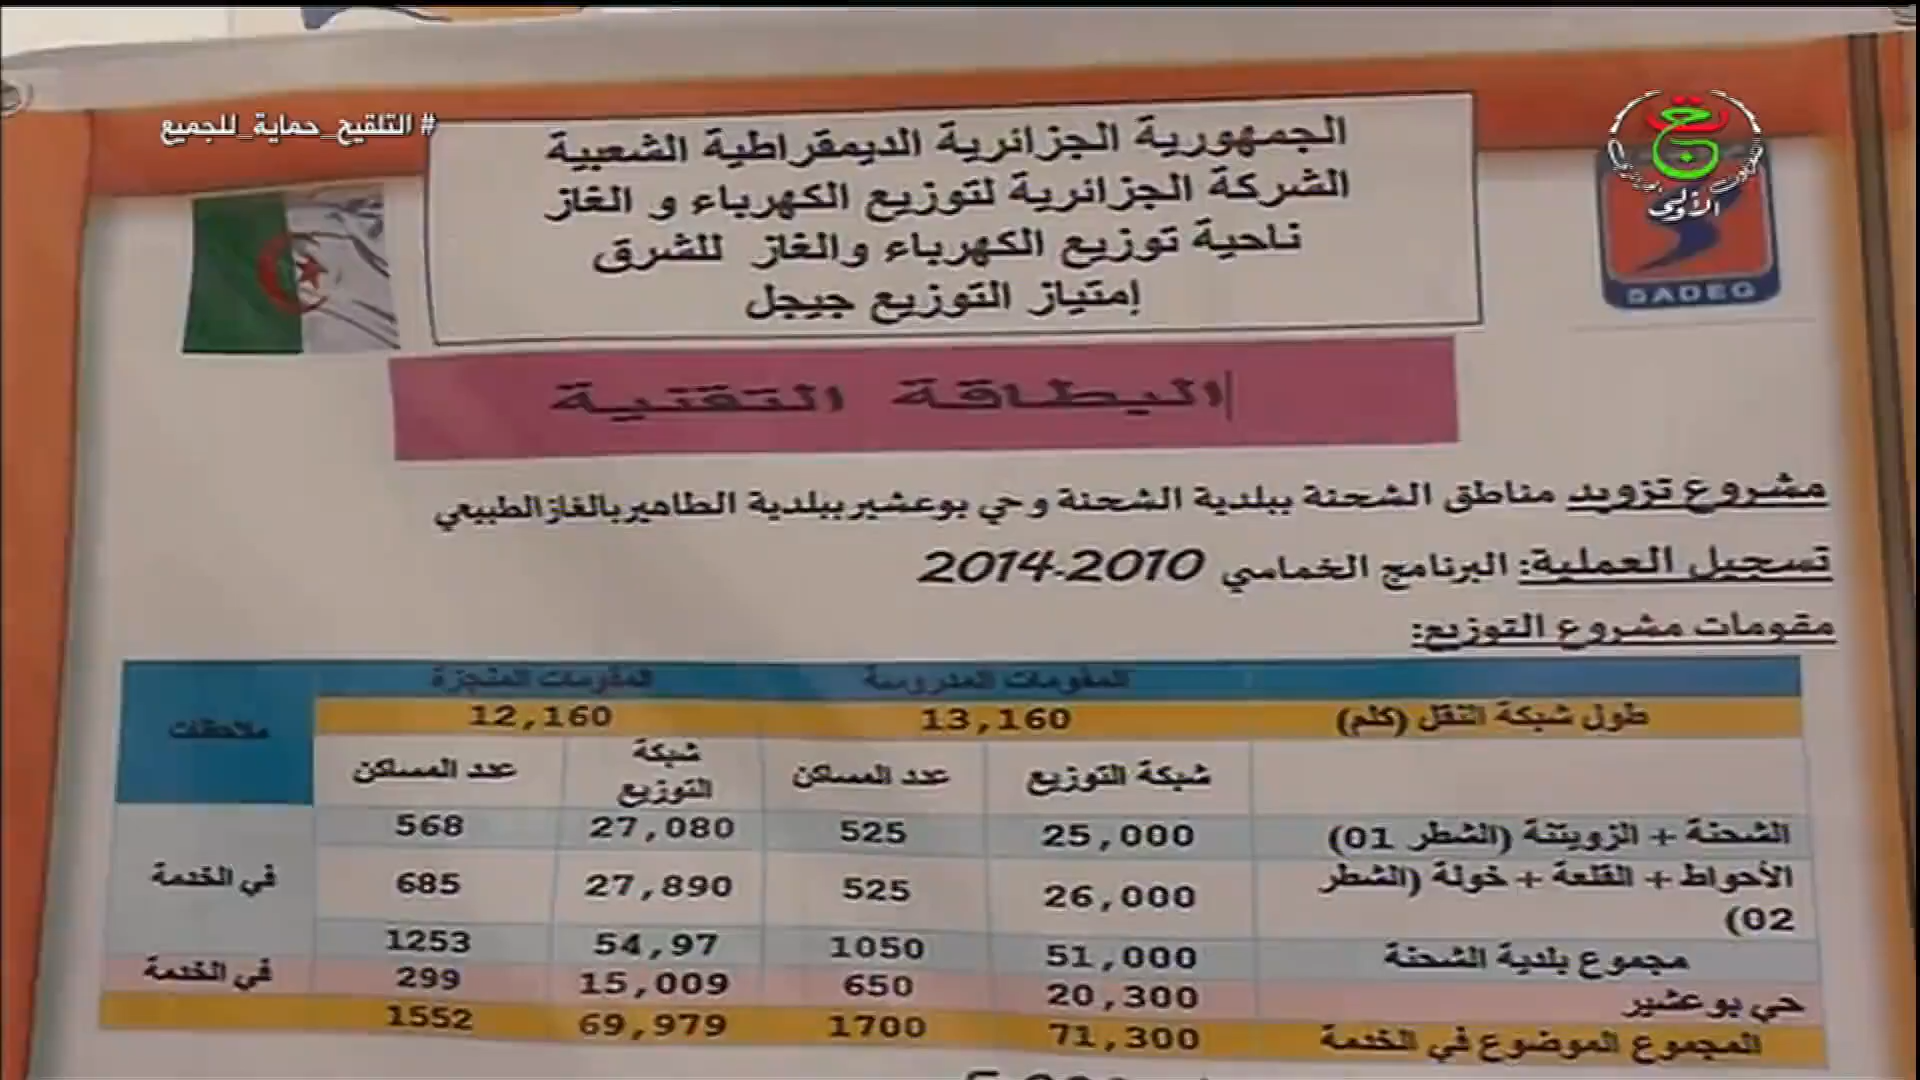 # التلقيح_حماية_للجميع
الأولى
SADEG
الجمهورية الجزائرية الديمقراطية الشعبية
الشركة الجزائرية لتوزيع الكهرباء و الغاز
ناحية توزيع الكهرباء والغاز للشرق
إمتياز التوزيع جيجل
البطاقة التقنية
مشروع تزويد مناطق الشحنة ببلدية الشحنة وحي بوعشير ببلدية الطاهير بالغاز الطبيعي
تسجيل العملية: البرنامج الخماسي 2010-2014
مقومات مشروع التوزيع:
المقومات المدروسة المقومات المنجزة ملاحظات
طول شبكة النقل (كلم) 13,160 12,160
شبكة التوزيع عدد المساكن شبكة التوزيع عدد المساكن
الشحنة + الزويتنة (الشطر 01) 25,000 525 27,080 568
الأحواط + القلعة + خولة (الشطر 02) 26,000 525 27,890 685 في الخدمة
مجموع بلدية الشحنة 51,000 1050 54,97 1253
حي بوعشير 20,300 650 15,009 299 في الخدمة
المجموع الموضوع في الخدمة 71,300 1700 69,979 1552